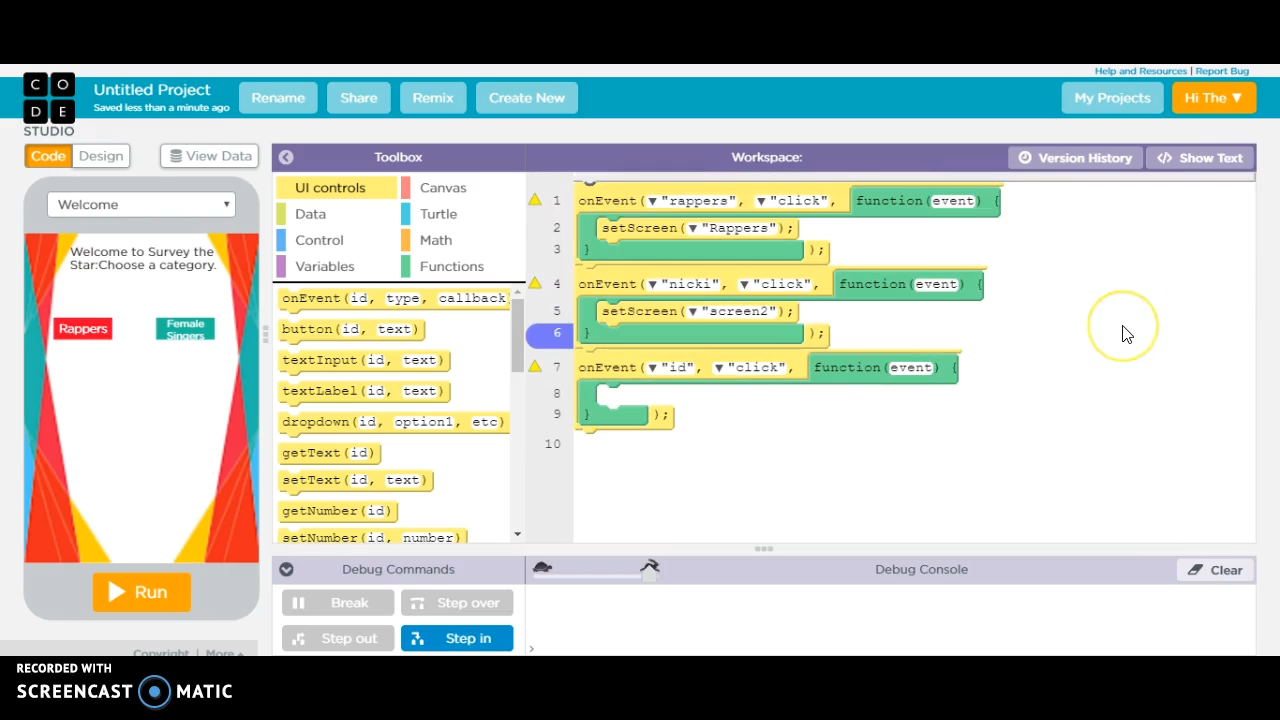 Help and Resources | Report Bug
CODE
STUDIO
Untitled Project
Saved less than a minute ago
Rename
Share
Remix
Create New
My Projects
Hi The ▼
Code
Design
View Data
Toolbox
Workspace:
Version History
</> Show Text
Welcome
Welcome to Survey the
Star:Choose a category.
Rappers
Female
Singers
Run
Copyright | More
UI controls
Canvas
Data
Turtle
Control
Math
Variables
Functions
onEvent(id, type, callback)
button(id, text)
textInput(id, text)
textLabel(id, text)
dropdown(id, option1, etc)
getText(id)
setText(id, text)
getNumber(id)
setNumber(id, number)
1 onEvent(▼"rappers", ▼"click", function(event) {
2 setScreen(▼"Rappers");
3 } );
4 onEvent(▼"nicki", ▼"click", function(event) {
5 setScreen(▼"screen2");
6 } );
7 onEvent(▼"id", ▼"click", function(event) {
8
9 } );
10
Debug Commands
Debug Console
Clear
Break
Step over
Step out
Step in
›
RECORDED WITH
SCREENCAST MATIC